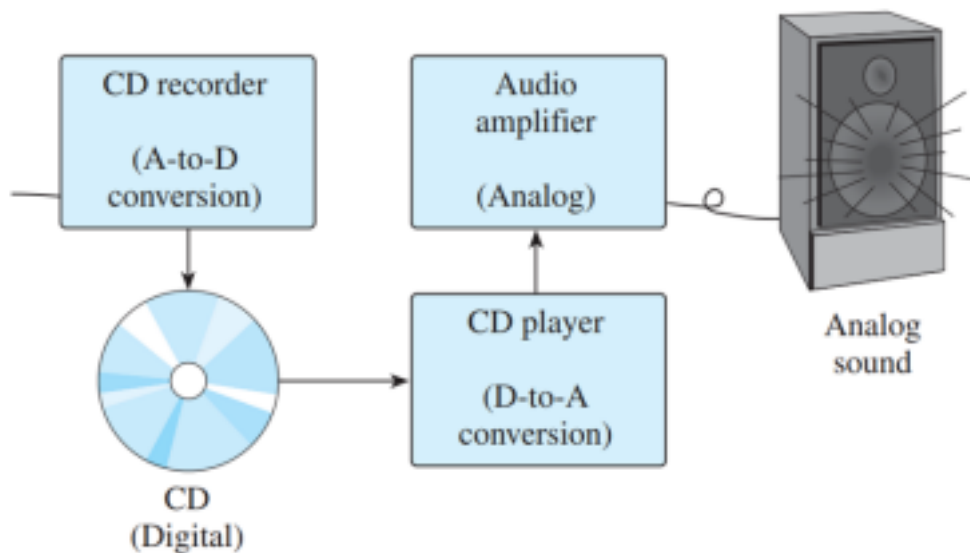 CD recorder
(A-to-D
conversion)
CD
(Digital)
CD player
(D-to-A
conversion)
Audio
amplifier
(Analog)
Analog
sound